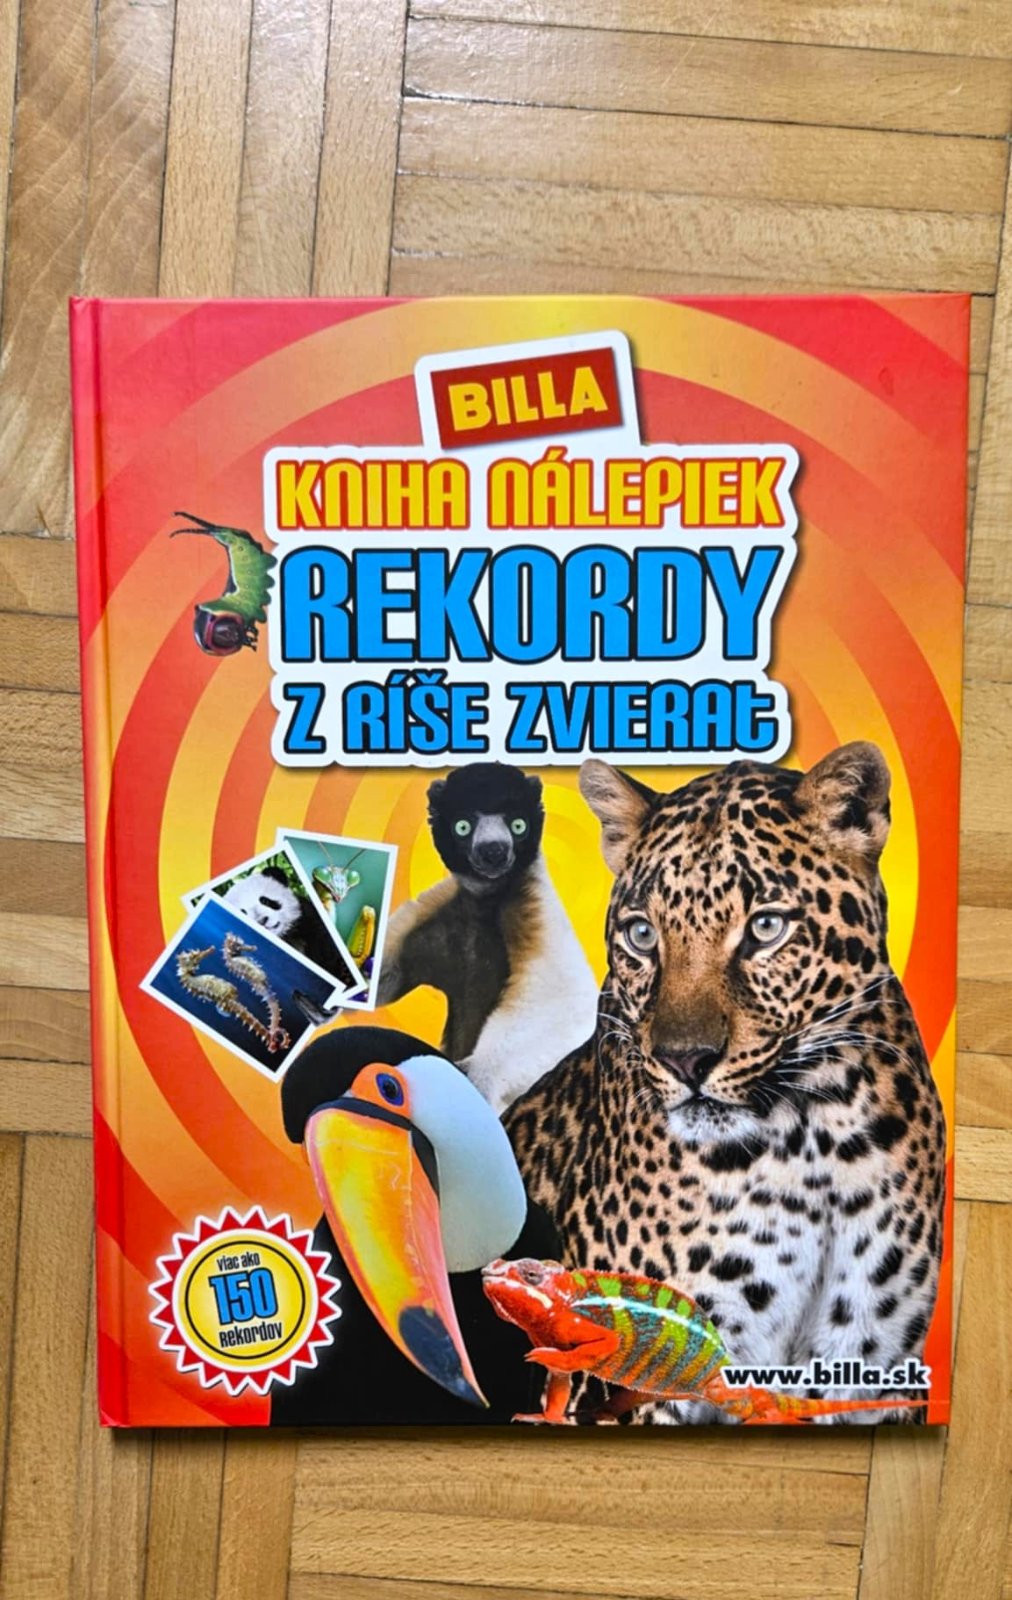 BILLA
KNIHA NÁLEPIEK
REKORDY
Z RÍŠE ZVIERAt
viac ako
150
Rekordov
www.billa.sk